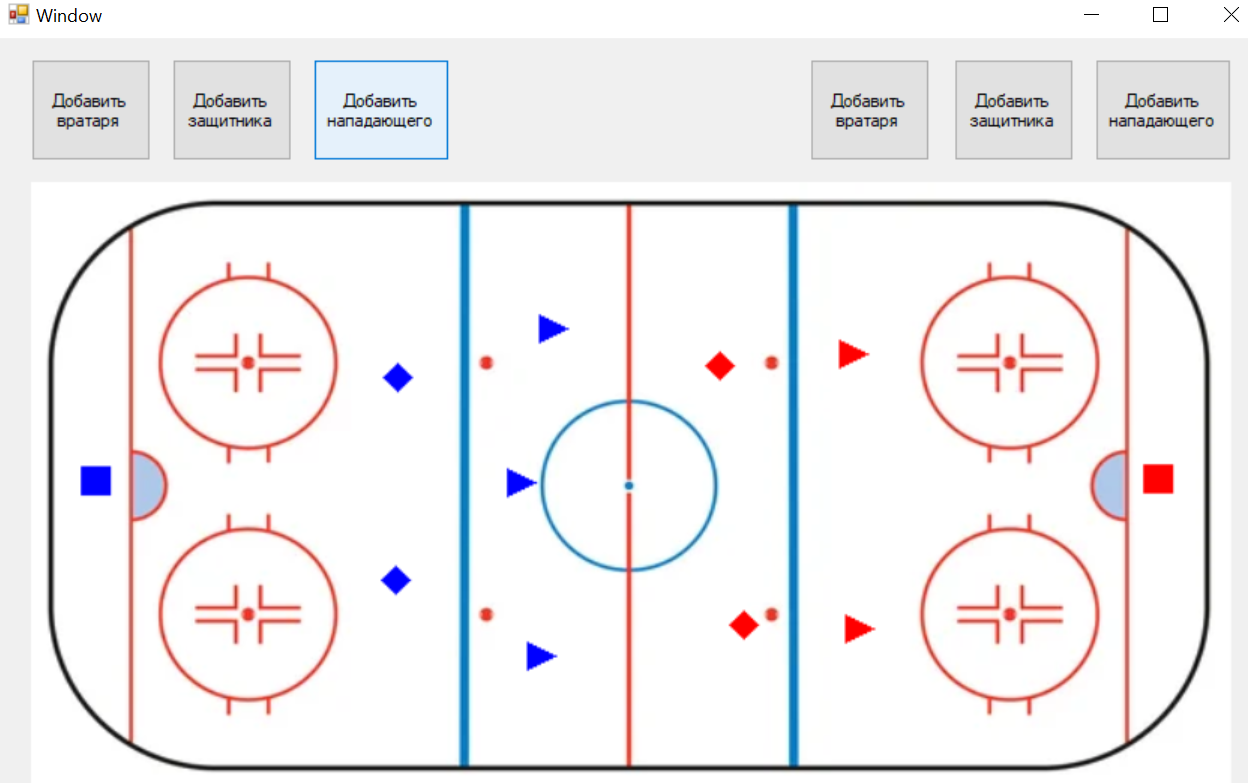 Window
Добавить
вратаря
Добавить
защитника
Добавить
нападающего
Добавить
вратаря
Добавить
защитника
Добавить
нападающего